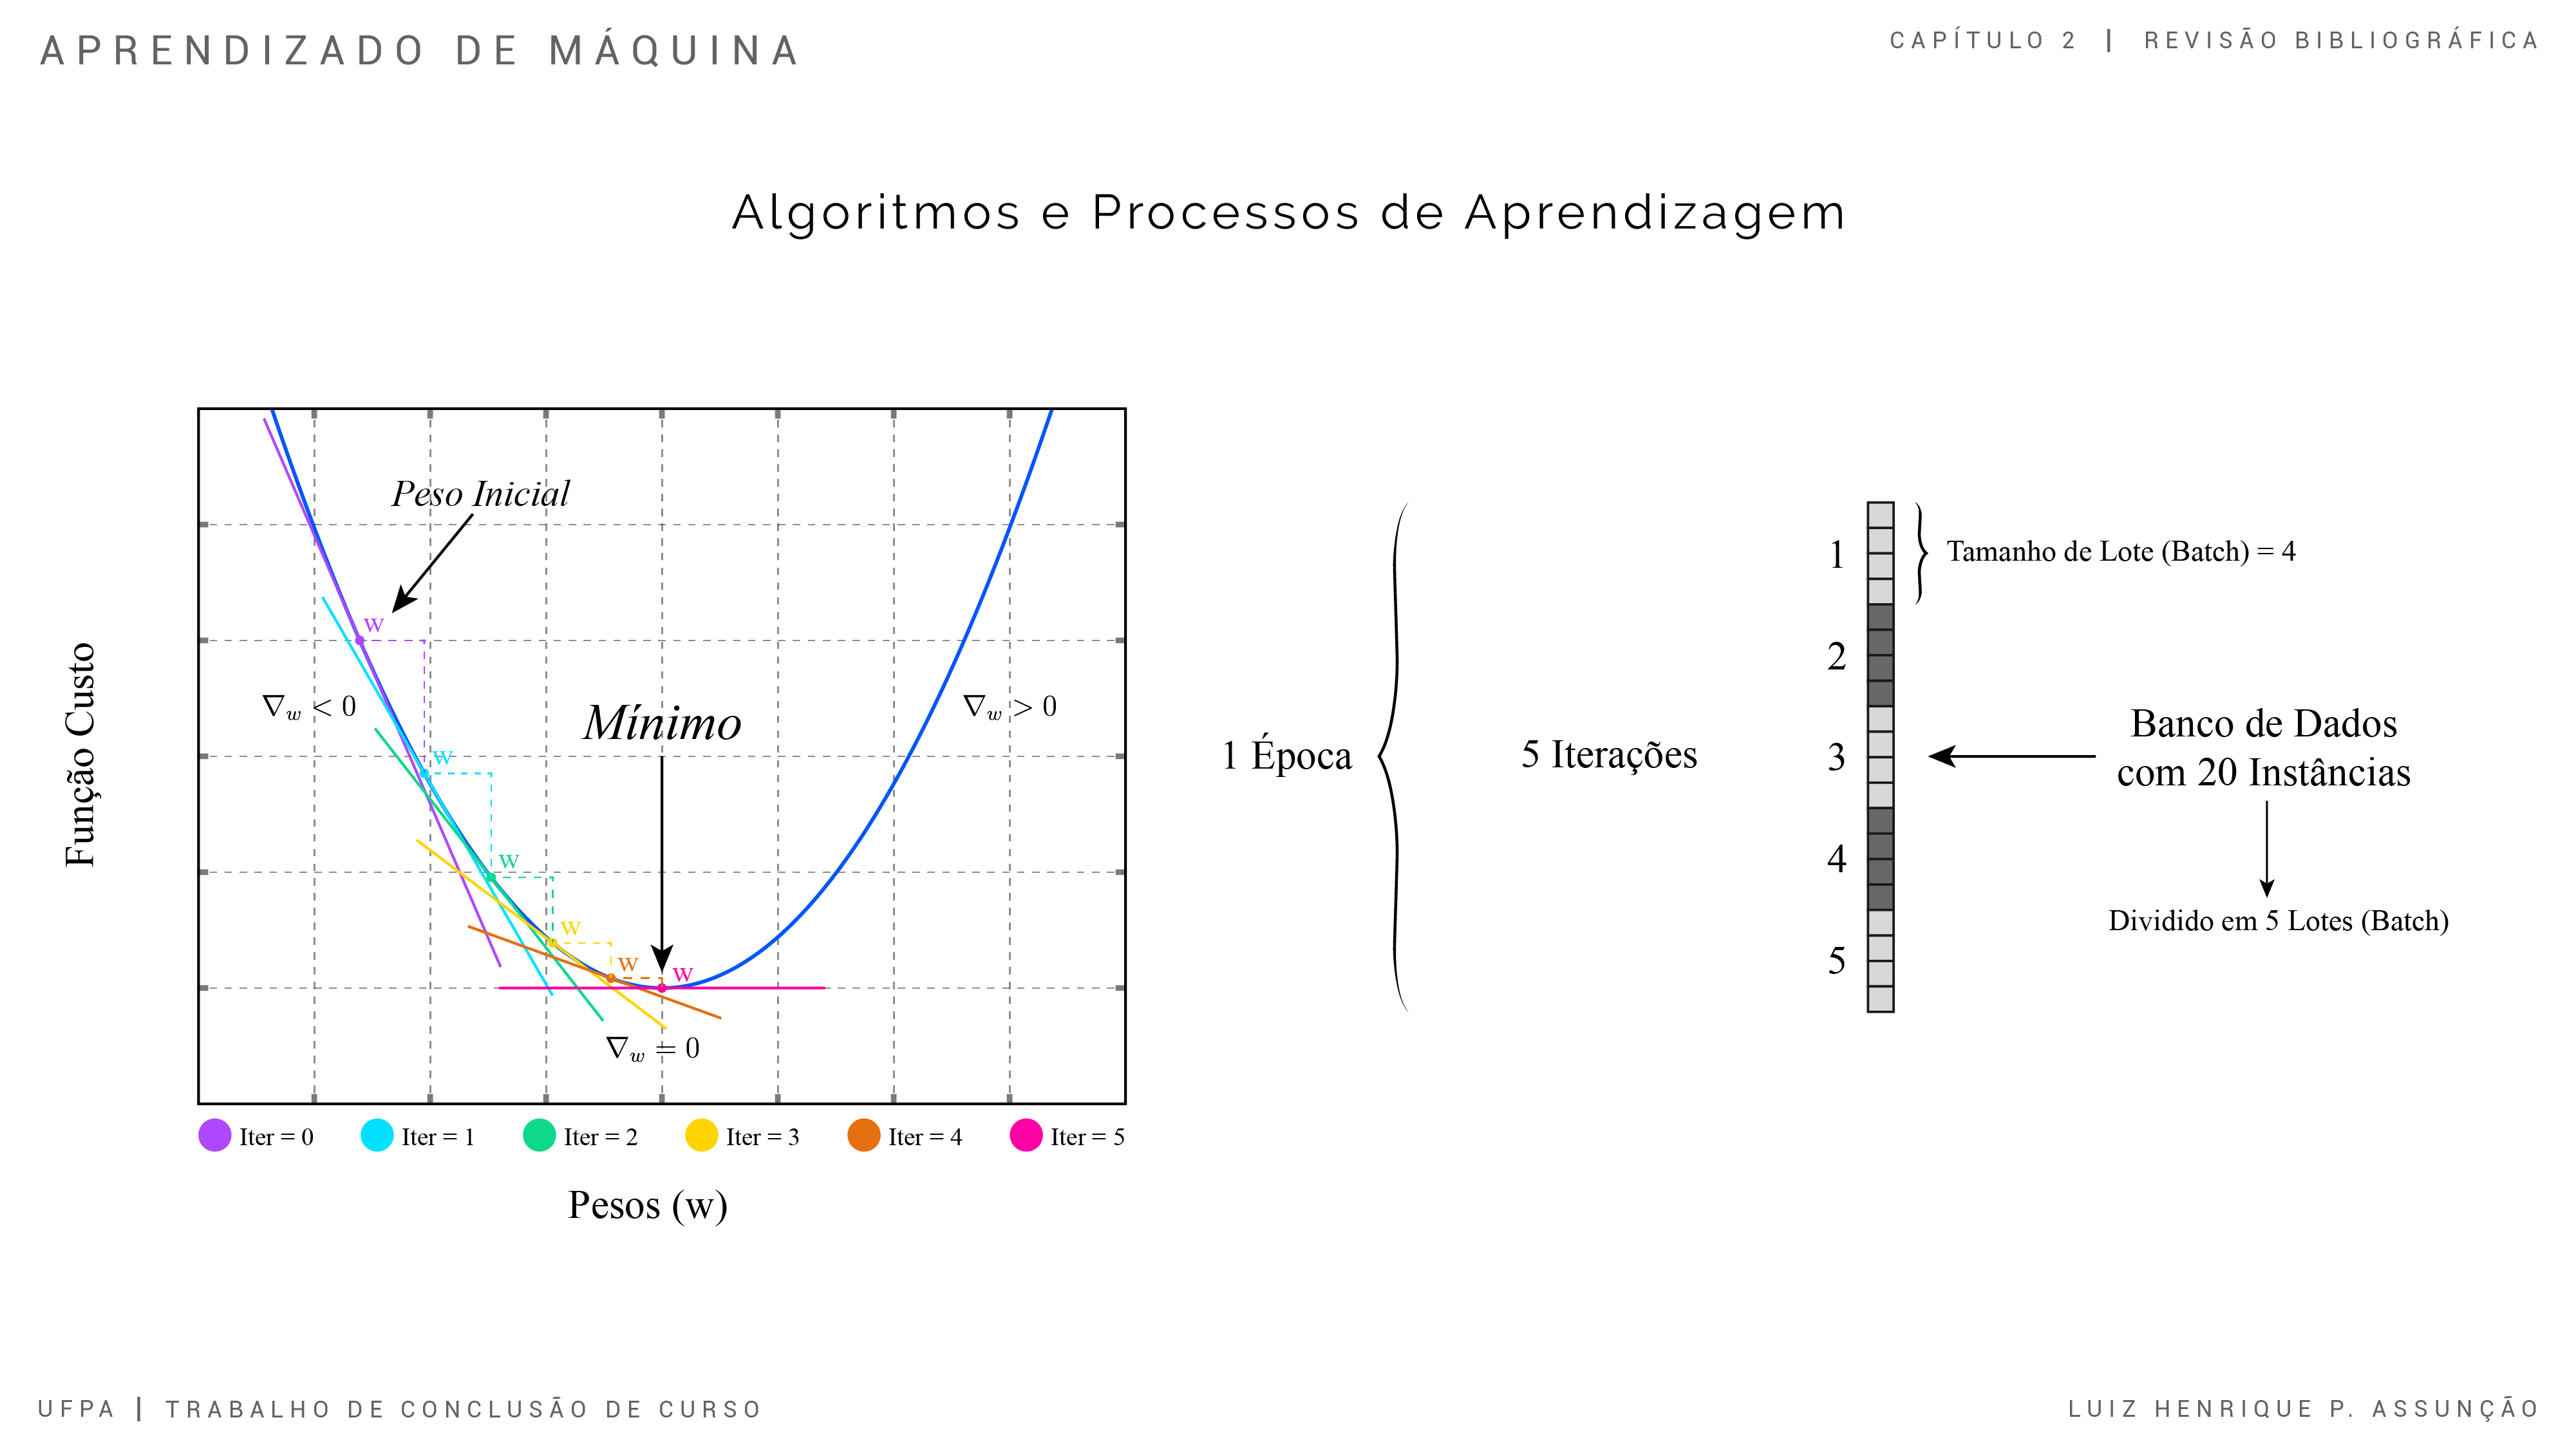 APRENDIZADO DE MÁQUINA
CAPÍTULO 2 | REVISÃO BIBLIOGRÁFICA
Algoritmos e Processos de Aprendizagem
Função Custo
Peso Inicial
w
∇w < 0
w
Mínimo
∇w > 0
w
w
w
w
∇w = 0
Iter = 0
Iter = 1
Iter = 2
Iter = 3
Iter = 4
Iter = 5
Pesos (w)
1 Época
5 Iterações
1
2
3
4
5
Tamanho de Lote (Batch) = 4
Banco de Dados
com 20 Instâncias
Dividido em 5 Lotes (Batch)
UFPA | TRABALHO DE CONCLUSÃO DE CURSO
LUIZ HENRIQUE P. ASSUNÇÃO